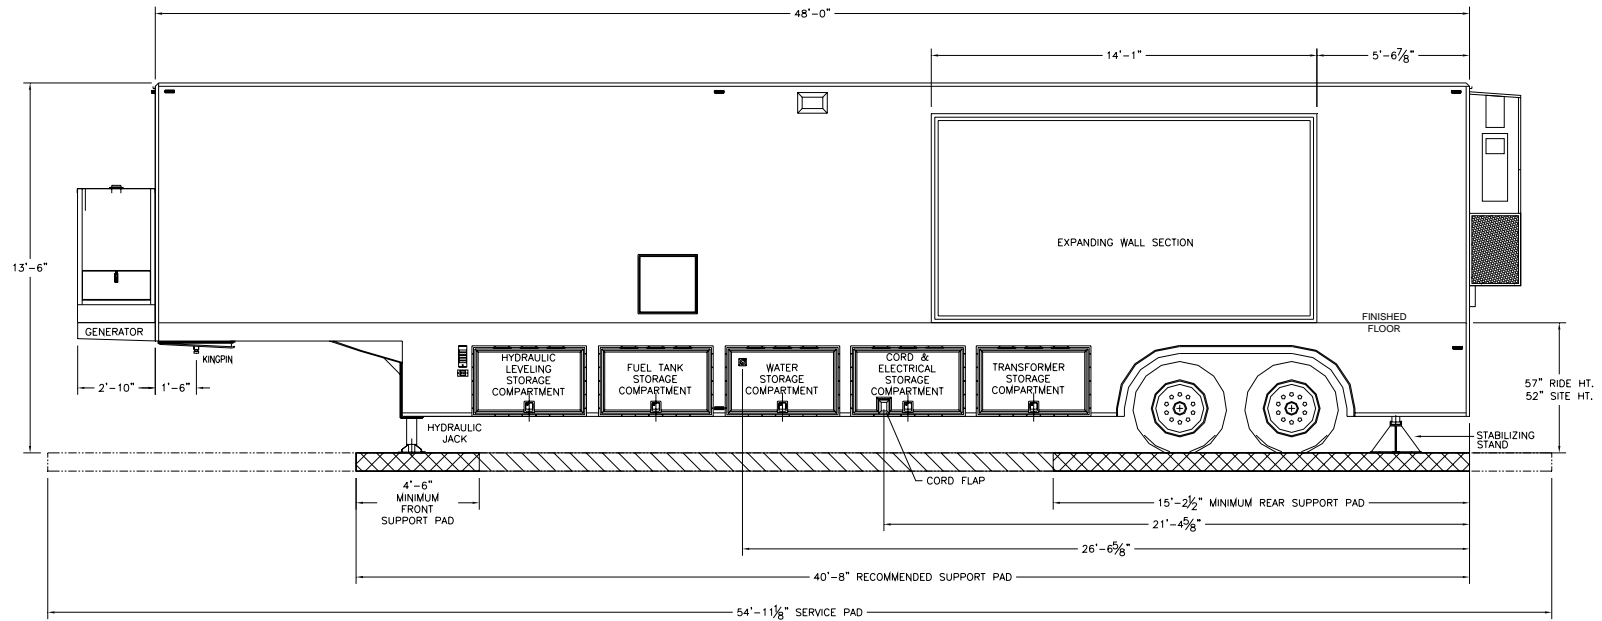 48'-0"
14'-1"
5'-6⅞"
EXPANDING WALL SECTION
13'-6"
FINISHED
FLOOR
GENERATOR
KINGPIN
2'-10"
1'-6"
HYDRAULIC
LEVELING
STORAGE
COMPARTMENT
FUEL TANK
STORAGE
COMPARTMENT
WATER
STORAGE
COMPARTMENT
CORD &
ELECTRICAL
STORAGE
COMPARTMENT
TRANSFORMER
STORAGE
COMPARTMENT
57" RIDE HT.
52" SITE HT.
HYDRAULIC
JACK
STABILIZING
STAND
CORD FLAP
4'-6"
MINIMUM
FRONT
SUPPORT PAD
15'-2½" MINIMUM REAR SUPPORT PAD
21'-4⅝"
26'-6⅝"
40'-8" RECOMMENDED SUPPORT PAD
54'-11⅛" SERVICE PAD